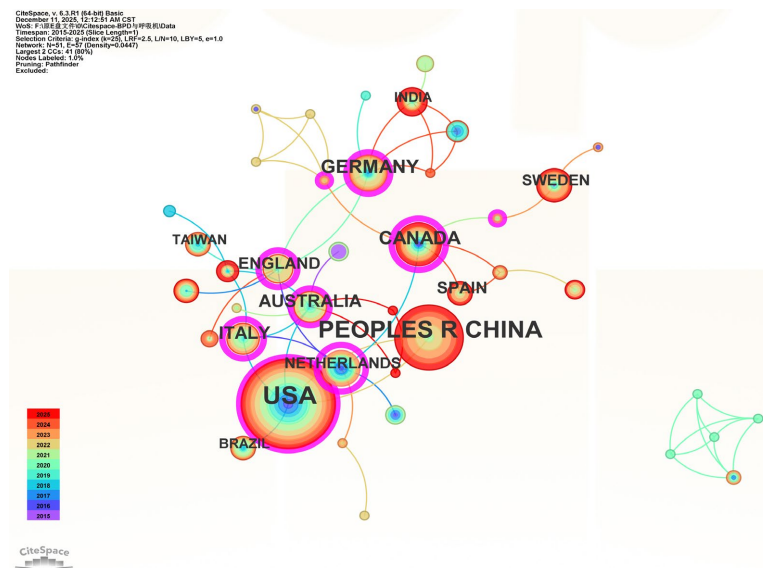 CiteSpace, v. 6.3.R1 (64-bit) Basic
December 11, 2025, 12:12:51 AM CST
WoS: F:\原E盘文件\0\Citespace-BPD与呼吸机\Data
Timespan: 2015-2025 (Slice Length=1)
Selection Criteria: g-index (k=25), LRF=2.5, L/N=10, LBY=5, e=1.0
Network: N=51, E=57 (Density=0.0447)
Largest 2 CCs: 41 (80%)
Nodes Labeled: 1.0%
Pruning: Pathfinder
Excluded:
INDIA
GERMANY
SWEDEN
CANADA
TAIWAN
ENGLAND
SPAIN
AUSTRALIA
PEOPLES R CHINA
ITALY
NETHERLANDS
USA
BRAZIL
2025
2024
2023
2022
2021
2020
2019
2018
2017
2016
2015
CiteSpace